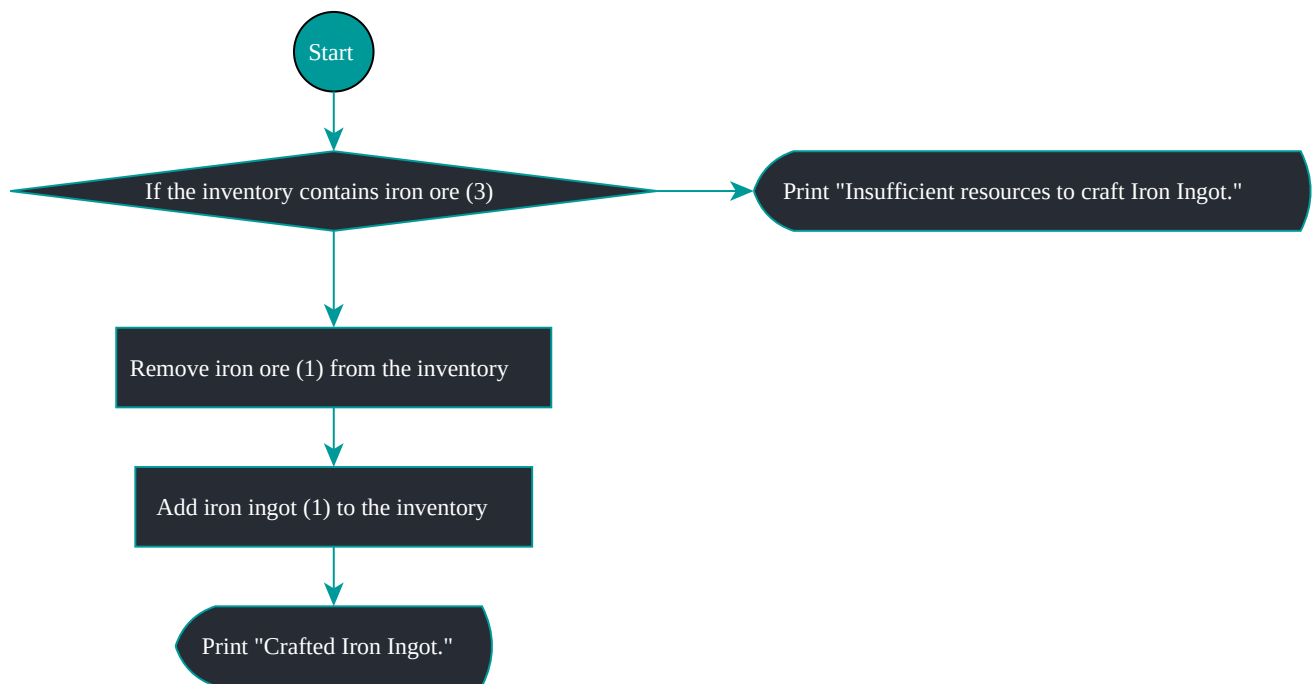 Start
If the inventory contains iron ore (3)
Print "Insufficient resources to craft Iron Ingot."
Remove iron ore (1) from the inventory
Add iron ingot (1) to the inventory
Print "Crafted Iron Ingot."